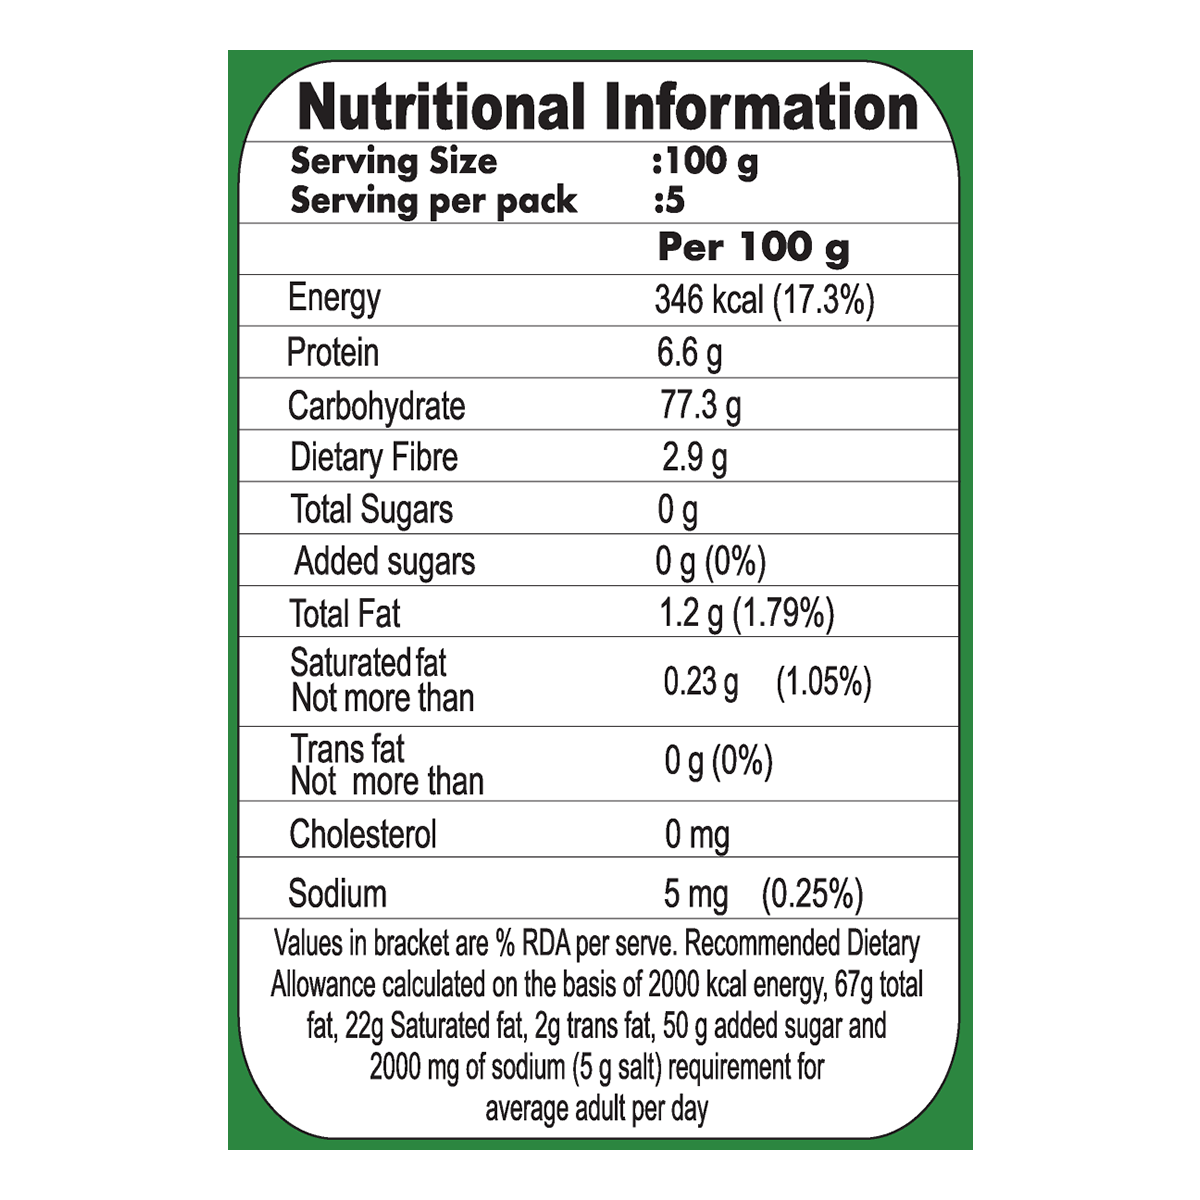 Nutritional Information
Serving Size :100 g
Serving per pack :5
Per 100 g
Energy 346 kcal (17.3%)
Protein 6.6 g
Carbohydrate 77.3 g
Dietary Fibre 2.9 g
Total Sugars 0 g
Added sugars 0 g (0%)
Total Fat 1.2 g (1.79%)
Saturated fat
Not more than 0.23 g (1.05%)
Trans fat
Not more than 0 g (0%)
Cholesterol 0 mg
Sodium 5 mg (0.25%)
Values in bracket are % RDA per serve. Recommended Dietary
Allowance calculated on the basis of 2000 kcal energy, 67g total
fat, 22g Saturated fat, 2g trans fat, 50 g added sugar and
2000 mg of sodium (5 g salt) requirement for
average adult per day